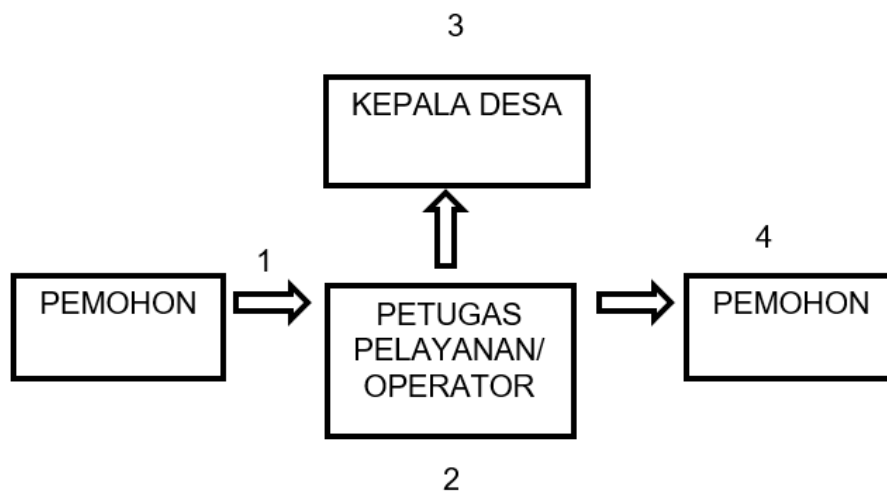 3
KEPALA DESA
1
4
PEMOHON
PETUGAS
PELAYANAN/
OPERATOR
PEMOHON
2